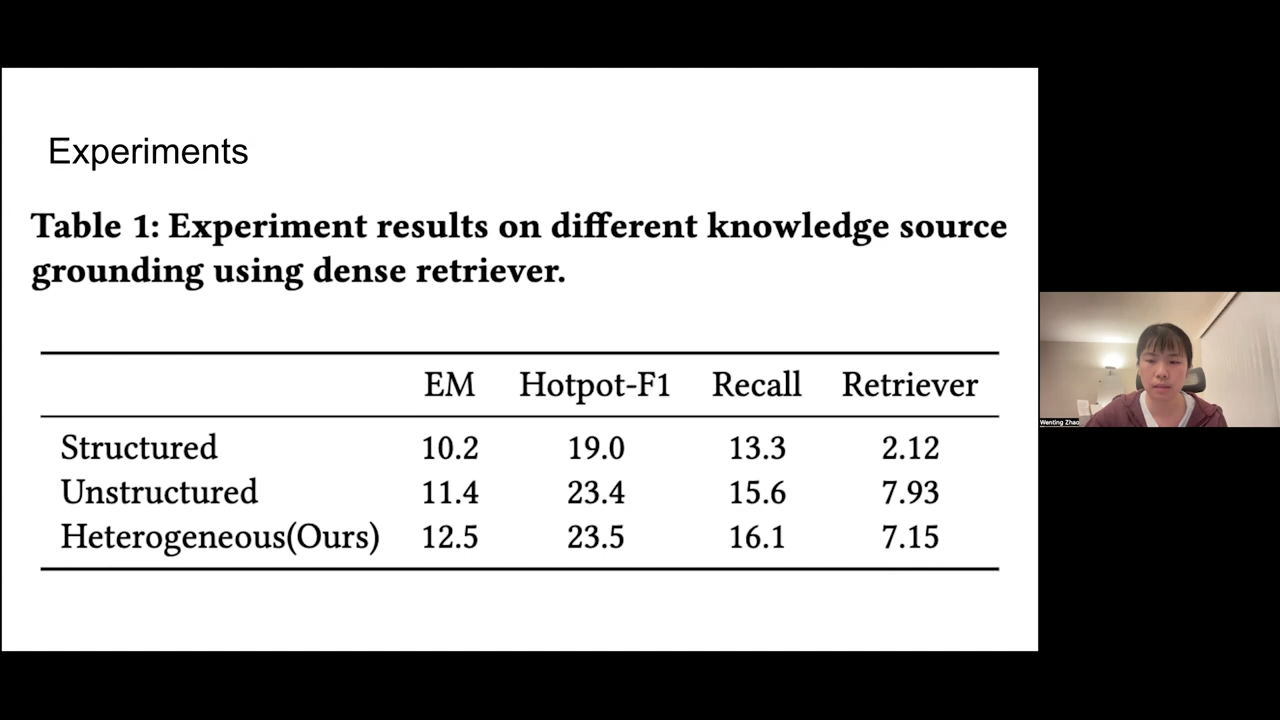 Experiments
Table 1: Experiment results on different knowledge source
grounding using dense retriever.
EM Hotpot-F1 Recall Retriever
Structured 10.2 19.0 13.3 2.12
Unstructured 11.4 23.4 15.6 7.93
Heterogeneous(Ours) 12.5 23.5 16.1 7.15
Wenting Zhao